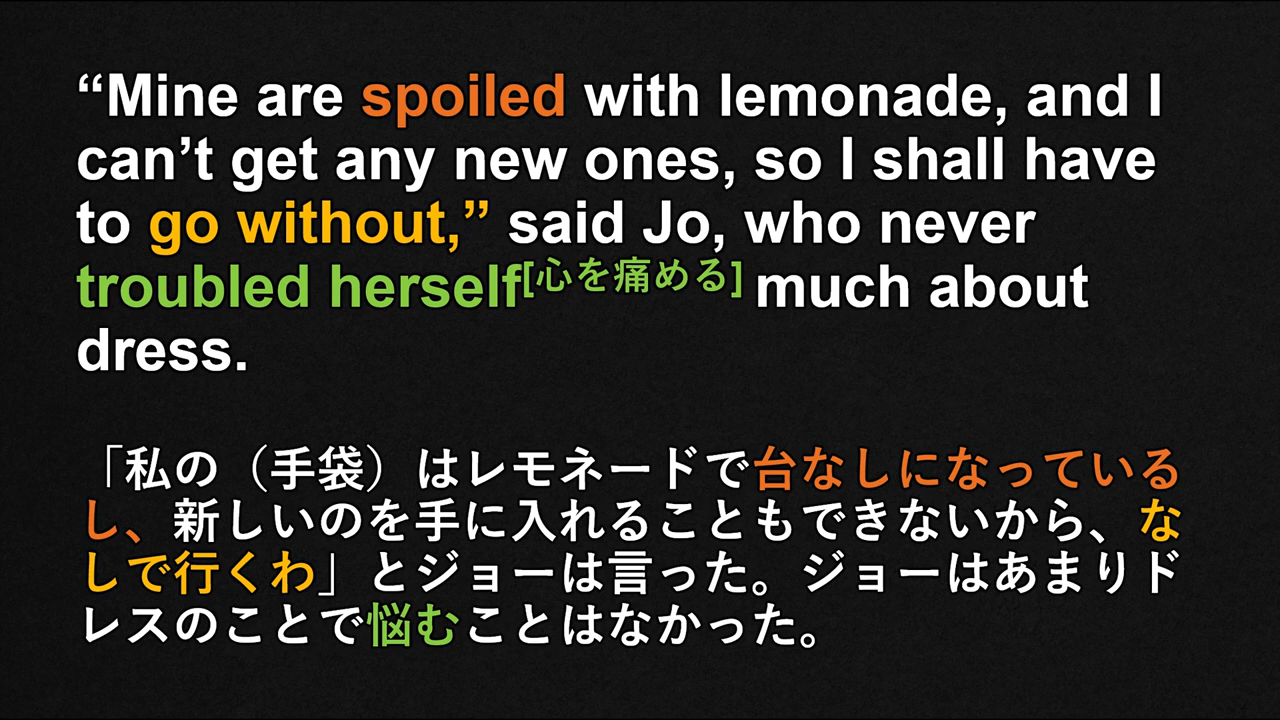 “Mine are spoiled with lemonade, and I
can’t get any new ones, so I shall have
to go without,” said Jo, who never
troubled herself[心を痛める] much about
dress.
「私の（手袋）はレモネードで台なしになっている
し、新しいのを手に入れることもできないから、な
しで行くわ」とジョーは言った。ジョーはあまりド
レスのことで悩むことはなかった。